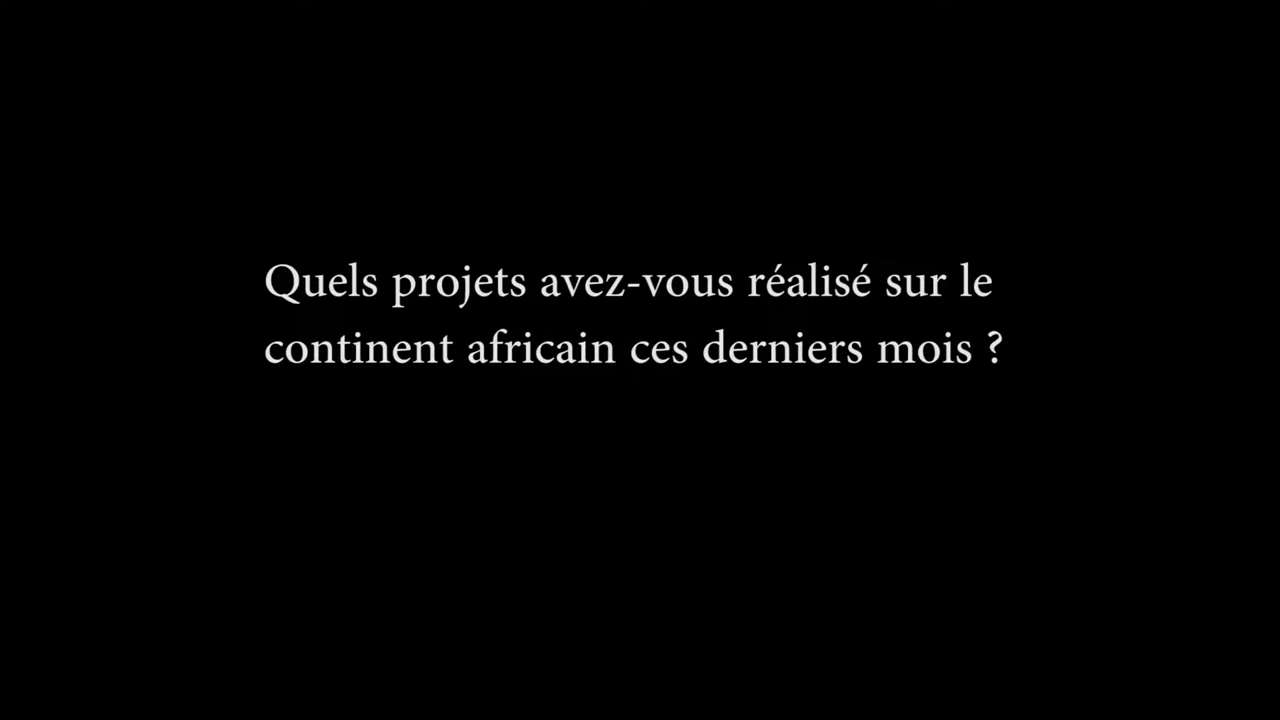 Quels projets avez-vous réalisé sur le
continent africain ces derniers mois ?